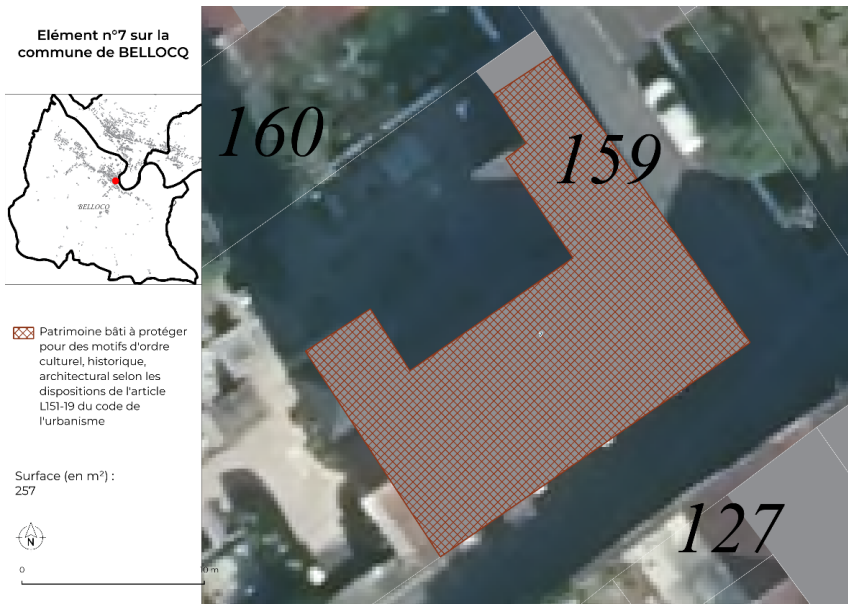 Elément n°7 sur la
commune de BELLOCQ
BELLOCQ
Patrimoine bâti à protéger
pour des motifs d'ordre
culturel, historique,
architectural selon les
dispositions de l'article
L151-19 du code de
l'urbanisme
Surface (en m²) :
257
N
0
m
160
159
127